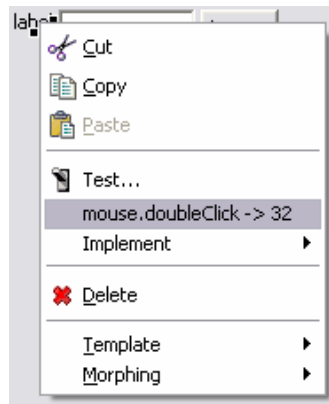 Cut
Copy
Paste
Test...
mouse.doubleClick -> 32
Implement
Delete
Template
Morphing